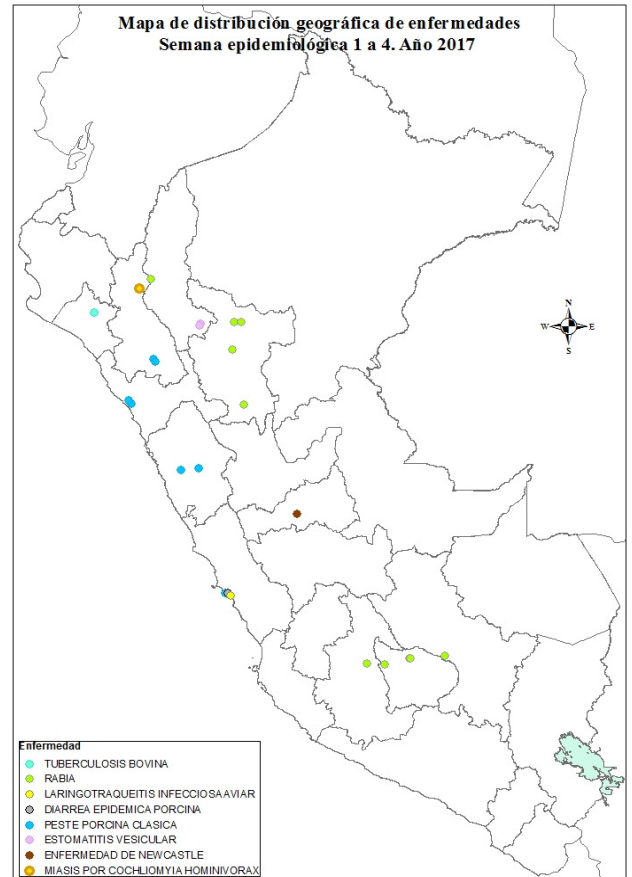 Mapa de distribución geográfica de enfermedades
Semana epidemiológica 1 a 4. Año 2017
N
W E
S
Enfermedad
TUBERCULOSIS BOVINA
RABIA
LARINGOTRAQUEITIS INFECCIOSA AVIAR
DIARREA EPIDEMICA PORCINA
PESTE PORCINA CLASICA
ESTOMATITIS VESICULAR
ENFERMEDAD DE NEWCASTLE
MIASIS POR COCHLIOMYIA HOMINIVORAX